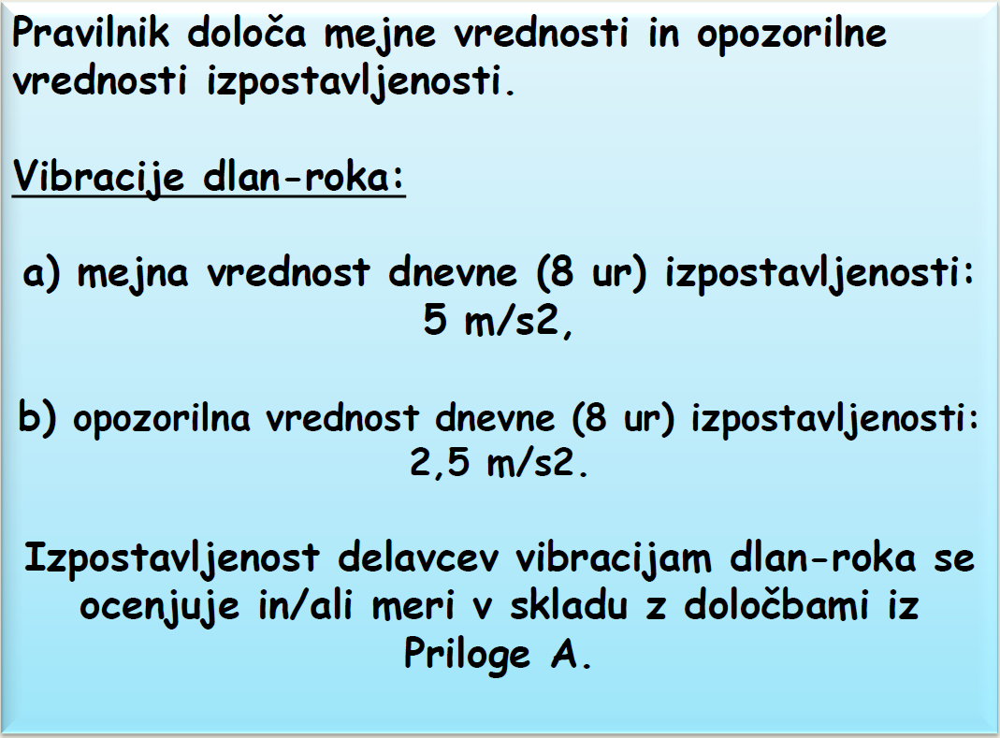 Pravilnik določa mejne vrednosti in opozorilne
vrednosti izpostavljenosti.
Vibracije dlan-roka:
a) mejna vrednost dnevne (8 ur) izpostavljenosti:
5 m/s2,
b) opozorilna vrednost dnevne (8 ur) izpostavljenosti:
2,5 m/s2.
Izpostavljenost delavcev vibracijam dlan-roka se
ocenjuje in/ali meri v skladu z določbami iz
Priloge A.